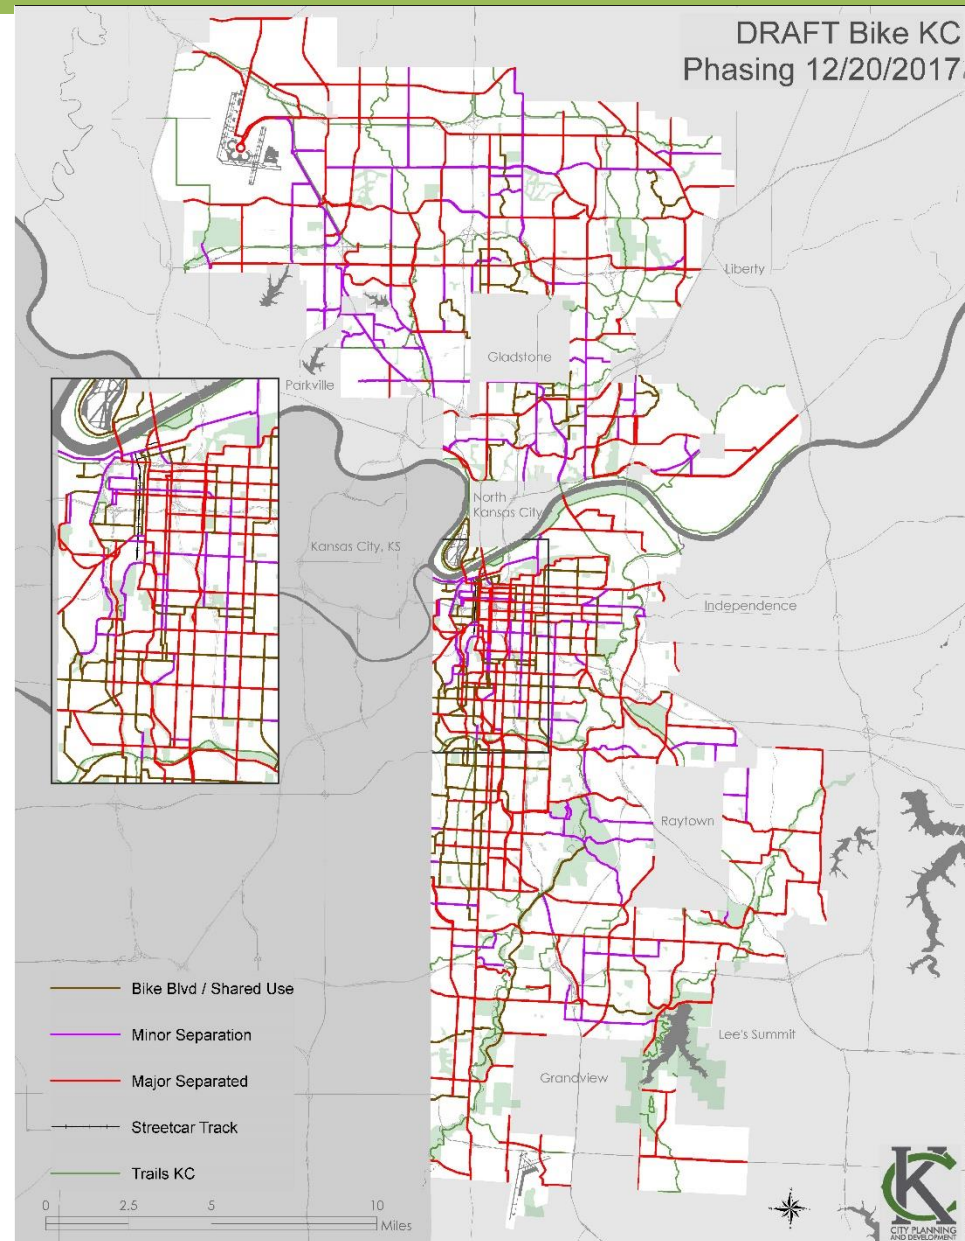 DRAFT Bike KC
Phasing 12/20/2017
Liberty
Gladstone
Parkville
North
Kansas City
Kansas City, KS
Independence
Raytown
Lee's Summit
Grandview
Bike Blvd / Shared Use
Minor Separation
Major Separated
Streetcar Track
Trails KC
0 2.5 5 10
Miles
KC
CITY PLANNING
AND DEVELOPMENT